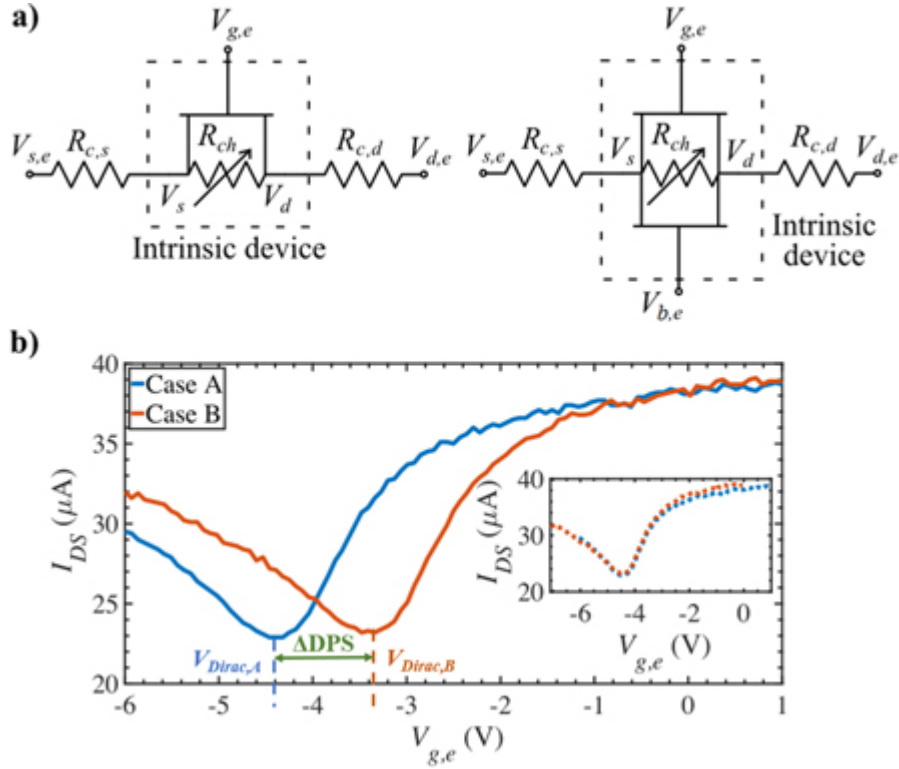 a)
V_{g,e}
V_{g,e}
V_{s,e} R_{c,s} R_{ch} R_{c,d} V_{d,e}
V_{s,e} R_{c,s} V_s R_{ch} V_d R_{c,d} V_{d,e}
V_s V_d
Intrinsic device
Intrinsic
device
V_{b,e}
b)
40
35
30
25
20
I_{DS} (μA)
Case A
Case B
V_{Dirac,A}
ΔDPS
V_{Dirac,B}
-6 -5 -4 -3 -2 -1 0 1
V_{g,e} (V)
40
30
20
I_{DS} (μA)
-6 -4 -2 0
V_{g,e} (V)